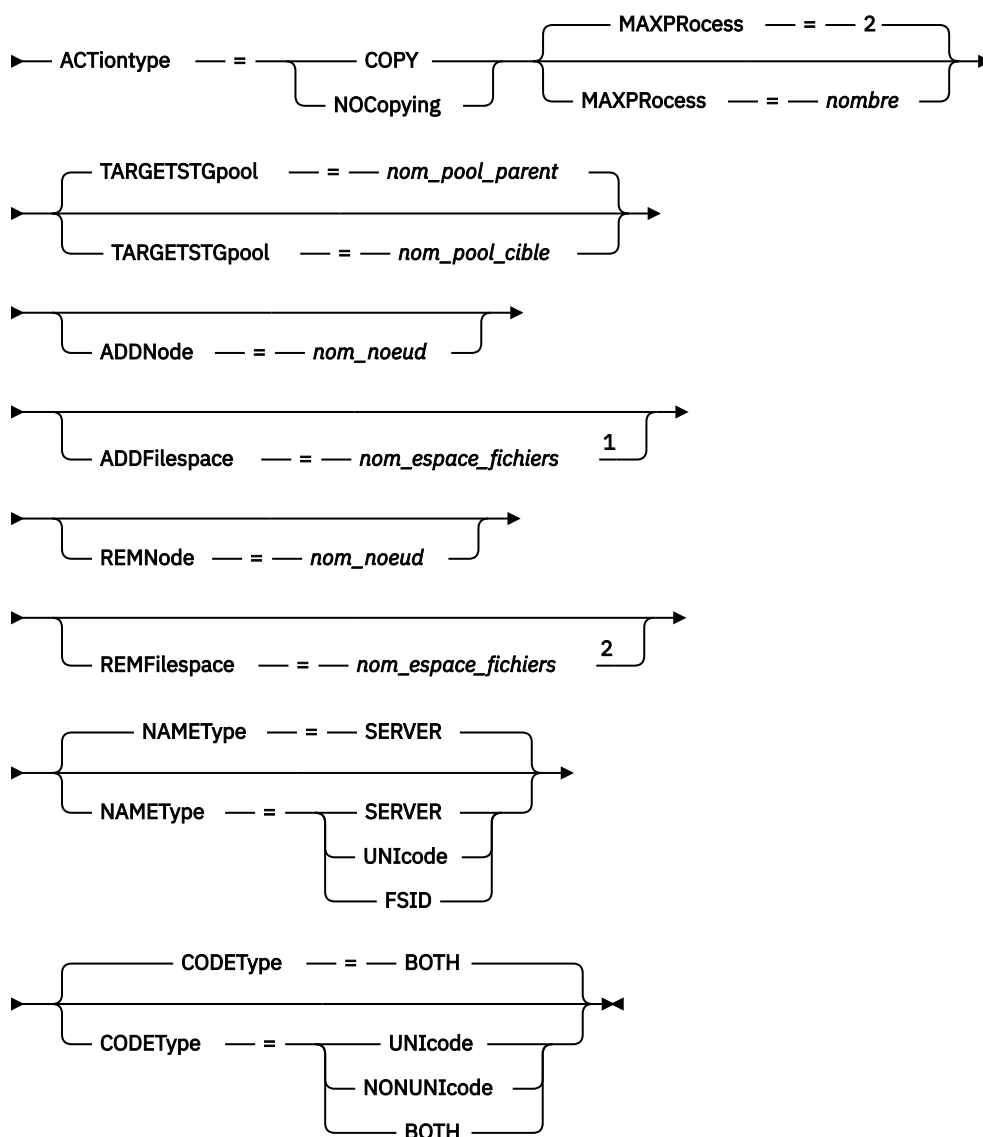 MAXPRocess = 2
ACTiontype = COPY
NOCopying
MAXPRocess = nombre
TARGETSTGpool = nom_pool_parent
TARGETSTGpool = nom_pool_cible
ADDNode = nom_noeud
ADDFilespace = nom_espace_fichiers 1
REMNode = nom_noeud
REMFilespace = nom_espace_fichiers 2
NAMEType = SERVER
NAMEType = SERVER
UNIcode
FSID
CODEType = BOTH
CODEType = UNIcode
NONUNIcode
BOTH